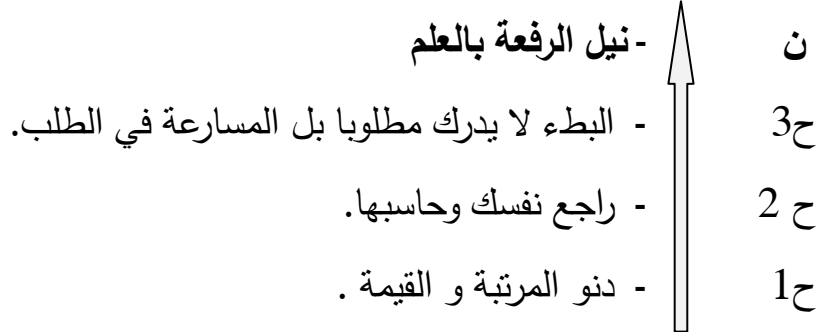 ن - نيل الرفعة بالعلم
ح3 - البطء لا يدرك مطلوبا بل المسارعة في الطلب.
ح 2 - راجع نفسك وحاسبها.
ح1 - دنو المرتبة و القيمة .